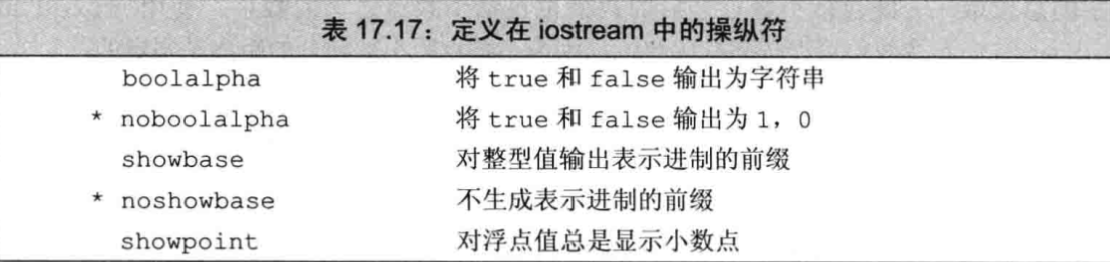 表 17.17：定义在 iostream 中的操纵符
boolalpha 将 true 和 false 输出为字符串
* noboolalpha 将 true 和 false 输出为 1，0
showbase 对整型值输出表示进制的前缀
* noshowbase 不生成表示进制的前缀
showpoint 对浮点值总是显示小数点